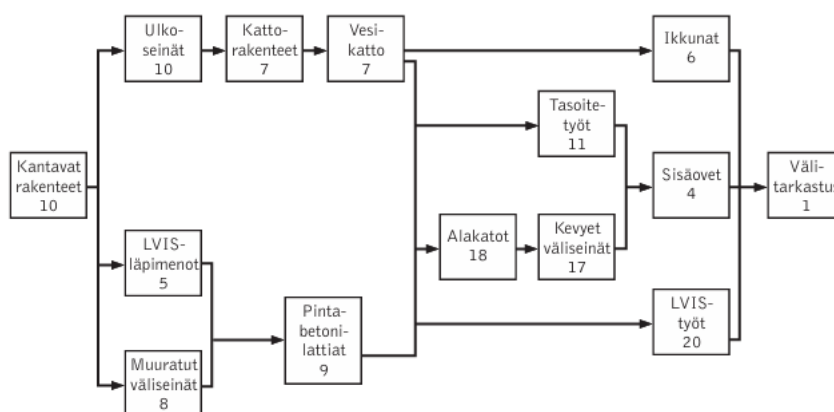 Ulko-
seinät
10
Katto-
rakenteet
7
Vesi-
katto
7
Ikkunat
6
Tasoite-
työt
11
Kantavat
rakenteet
10
Sisäovet
4
Väli-
tarkastus
1
LVIS-
läpimenot
5
Alakatot
18
Kevyet
väliseinät
17
Pinta-
betoni-
lattiat
9
LVIS-
työt
20
Muuratut
väliseinät
8